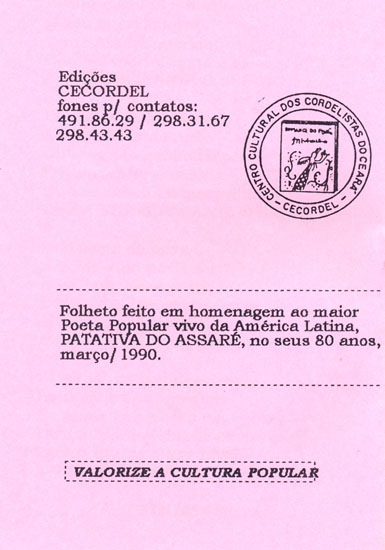 Edições
CECORDEL
fones p/ contatos:
491.86.29 / 298.31.67
298.43.43
CENTRO CULTURAL DOS CORDELISTAS DO CEARÁ
- CECORDEL -
Folheto feito em homenagem ao maior
Poeta Popular vivo da América Latina,
PATATIVA DO ASSARÉ, no seus 80 anos,
março/ 1990.
VALORIZE A CULTURA POPULAR